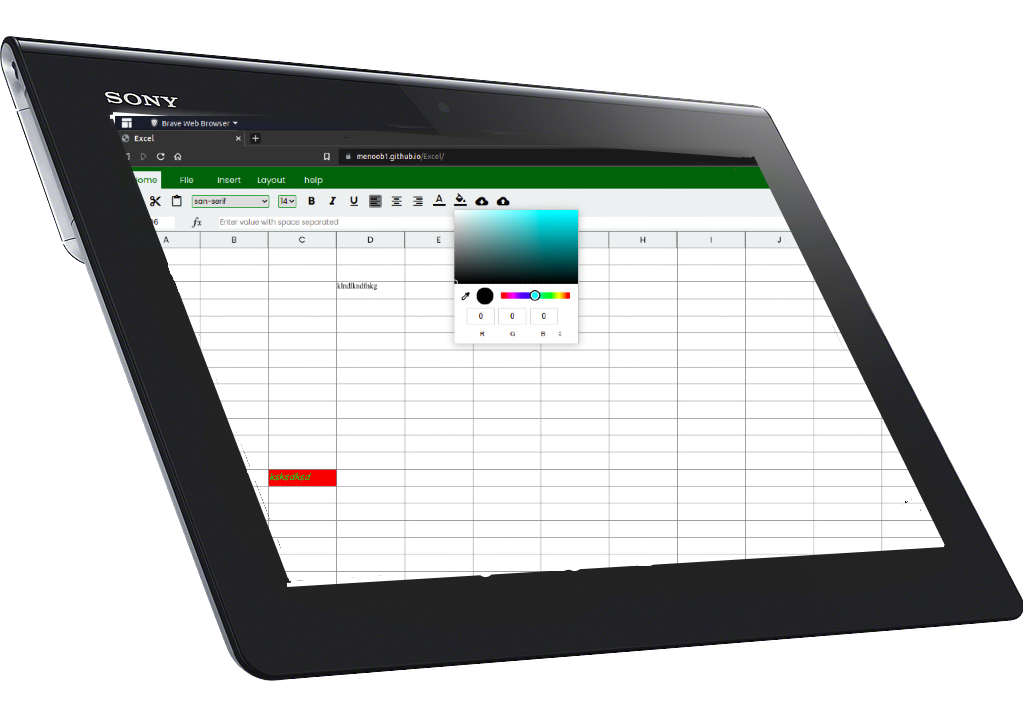 SONY
Brave Web Browser
Excel
menoob1.github.io/Excel/
ome File Insert Layout help
san-serif 14 B I U A
06 fx Enter value with space separated
A B C D E H I J
klndlkndfnkg
0 0 0
R G B
ksksdksd